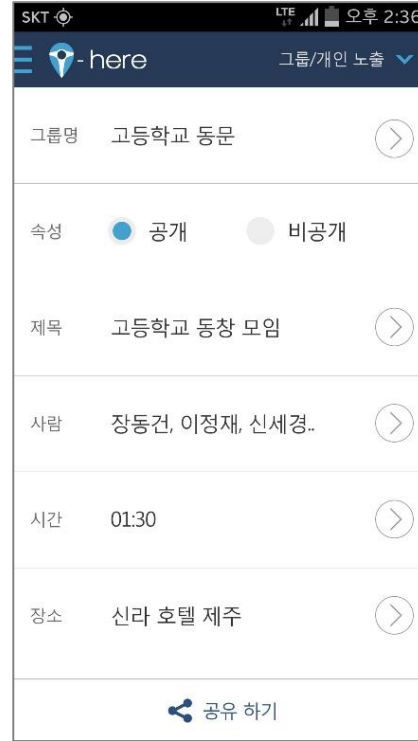 SKT LTE 오후 2:36
-here 그룹/개인 노출
그룹명 고등학교 동문
속성 공개 비공개
제목 고등학교 동창 모임
사람 장동건, 이정재, 신세경..
시간 01:30
장소 신라 호텔 제주
공유 하기